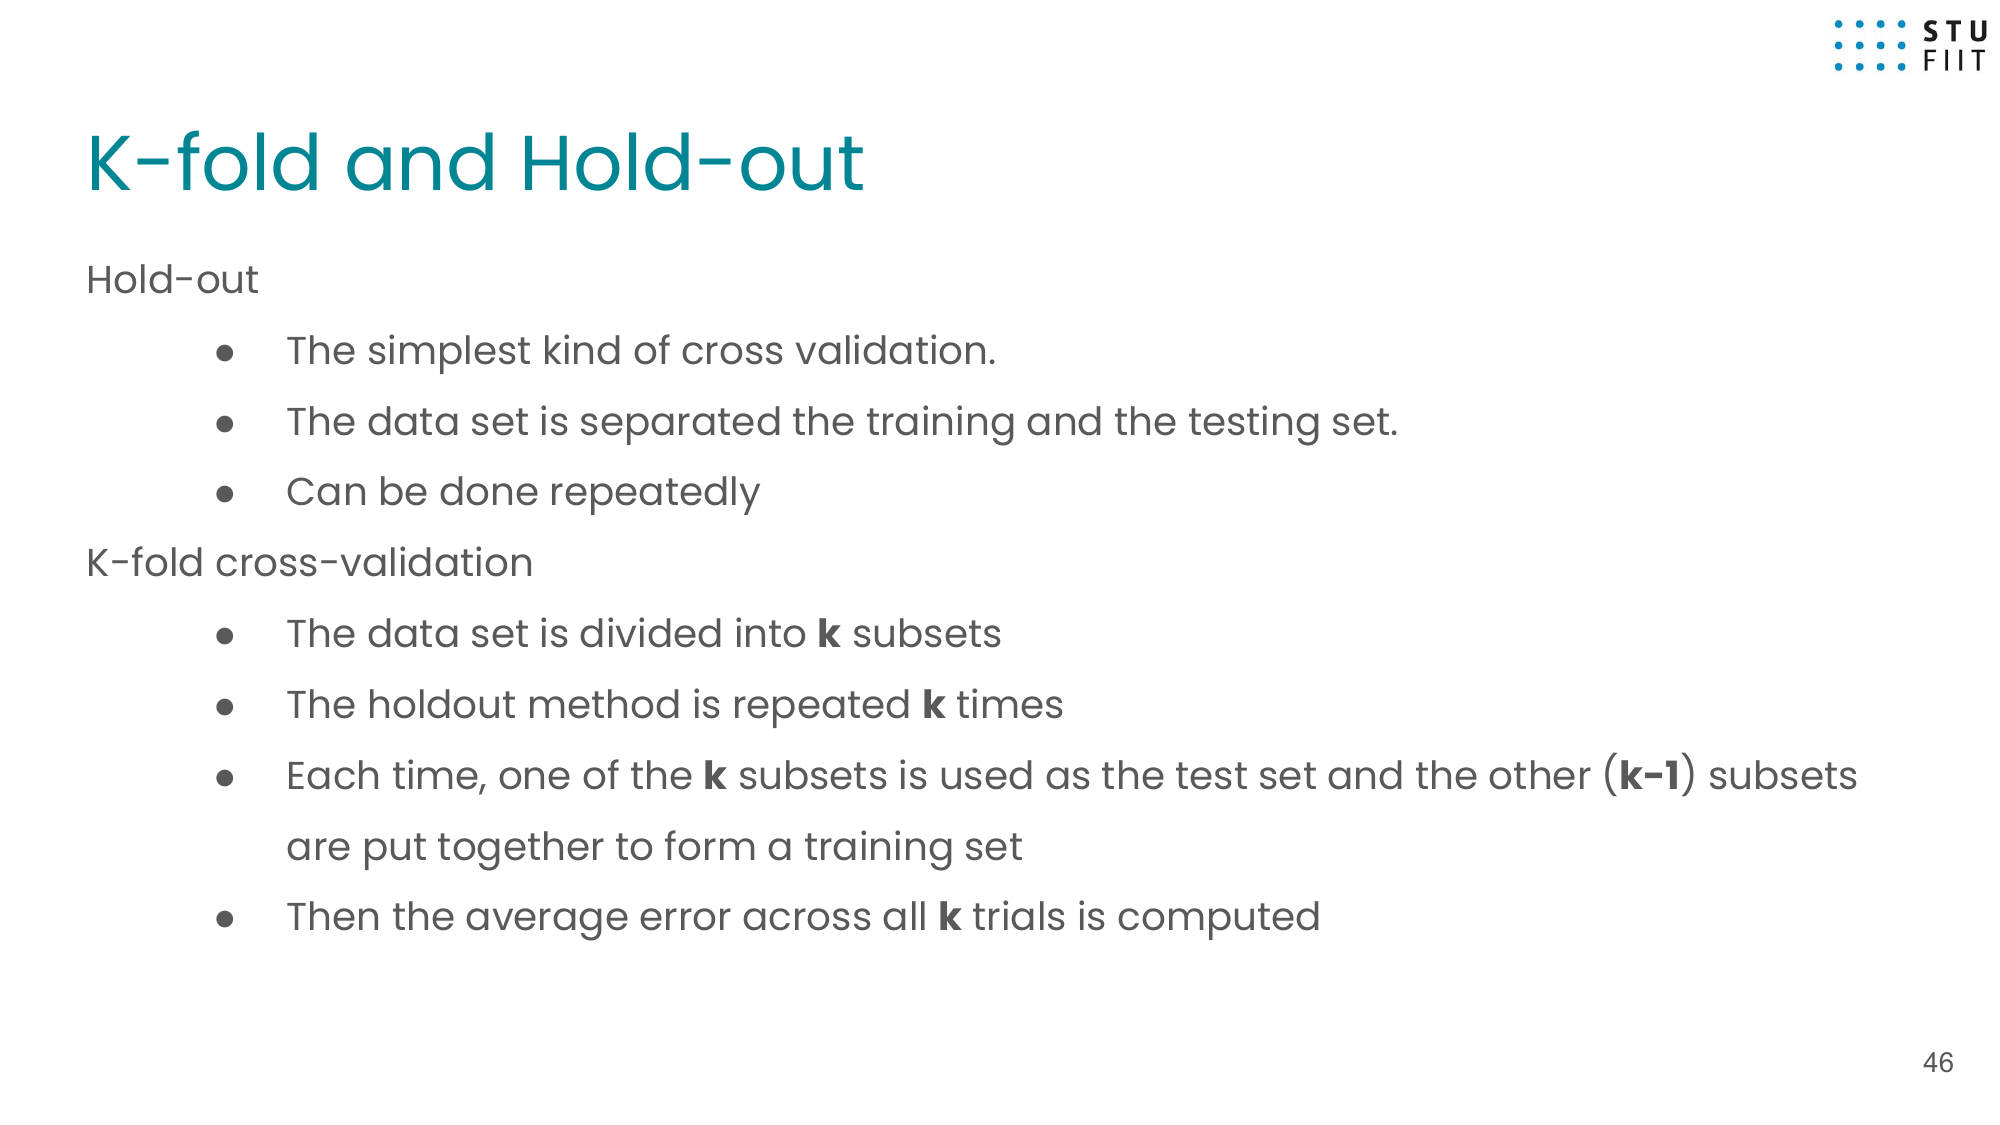 STU
FIIT
K-fold and Hold-out
Hold-out
● The simplest kind of cross validation.
● The data set is separated the training and the testing set.
● Can be done repeatedly
K-fold cross-validation
● The data set is divided into k subsets
● The holdout method is repeated k times
● Each time, one of the k subsets is used as the test set and the other (k-1) subsets
are put together to form a training set
● Then the average error across all k trials is computed
46